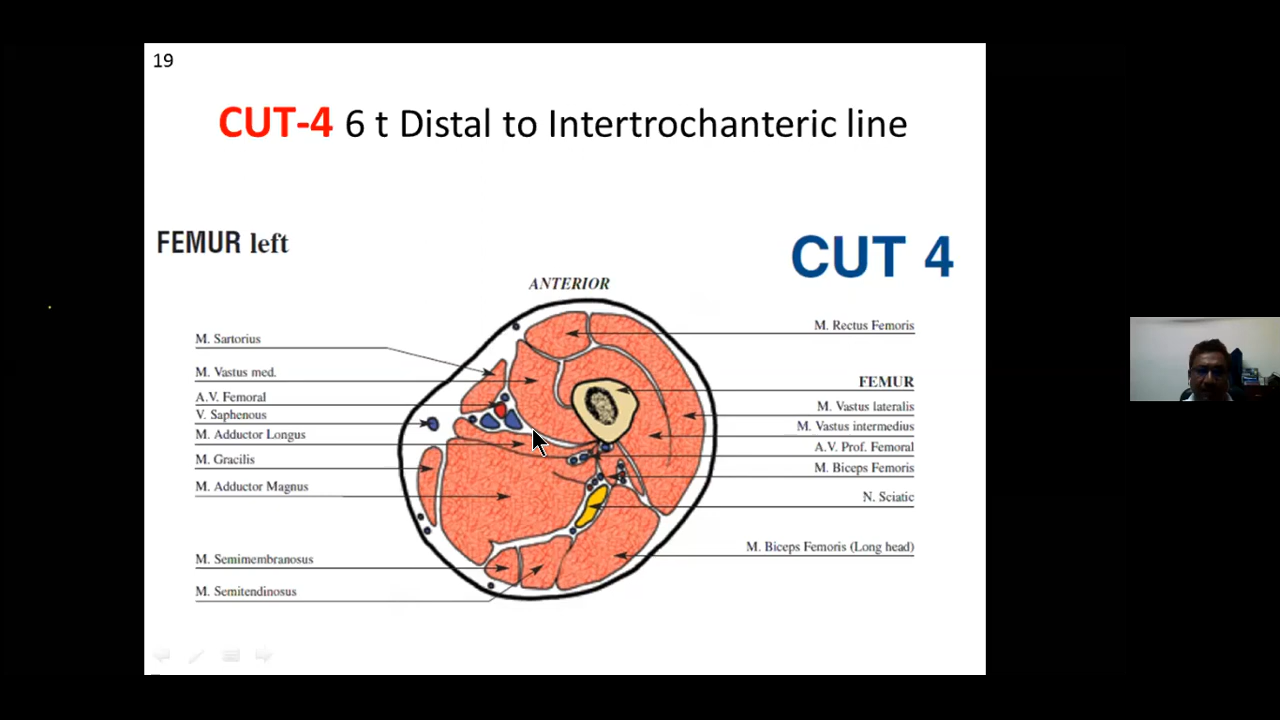 19
CUT-4 6 t Distal to Intertrochanteric line
FEMUR left
CUT 4
ANTERIOR
M. Sartorius
M. Vastus med.
A.V. Femoral
V. Saphenous
M. Adductor Longus
M. Gracilis
M. Adductor Magnus
M. Semimembranosus
M. Semitendinosus
M. Rectus Femoris
FEMUR
M. Vastus lateralis
M. Vastus intermedius
A.V. Prof. Femoral
M. Biceps Femoris
N. Sciatic
M. Biceps Femoris (Long head)